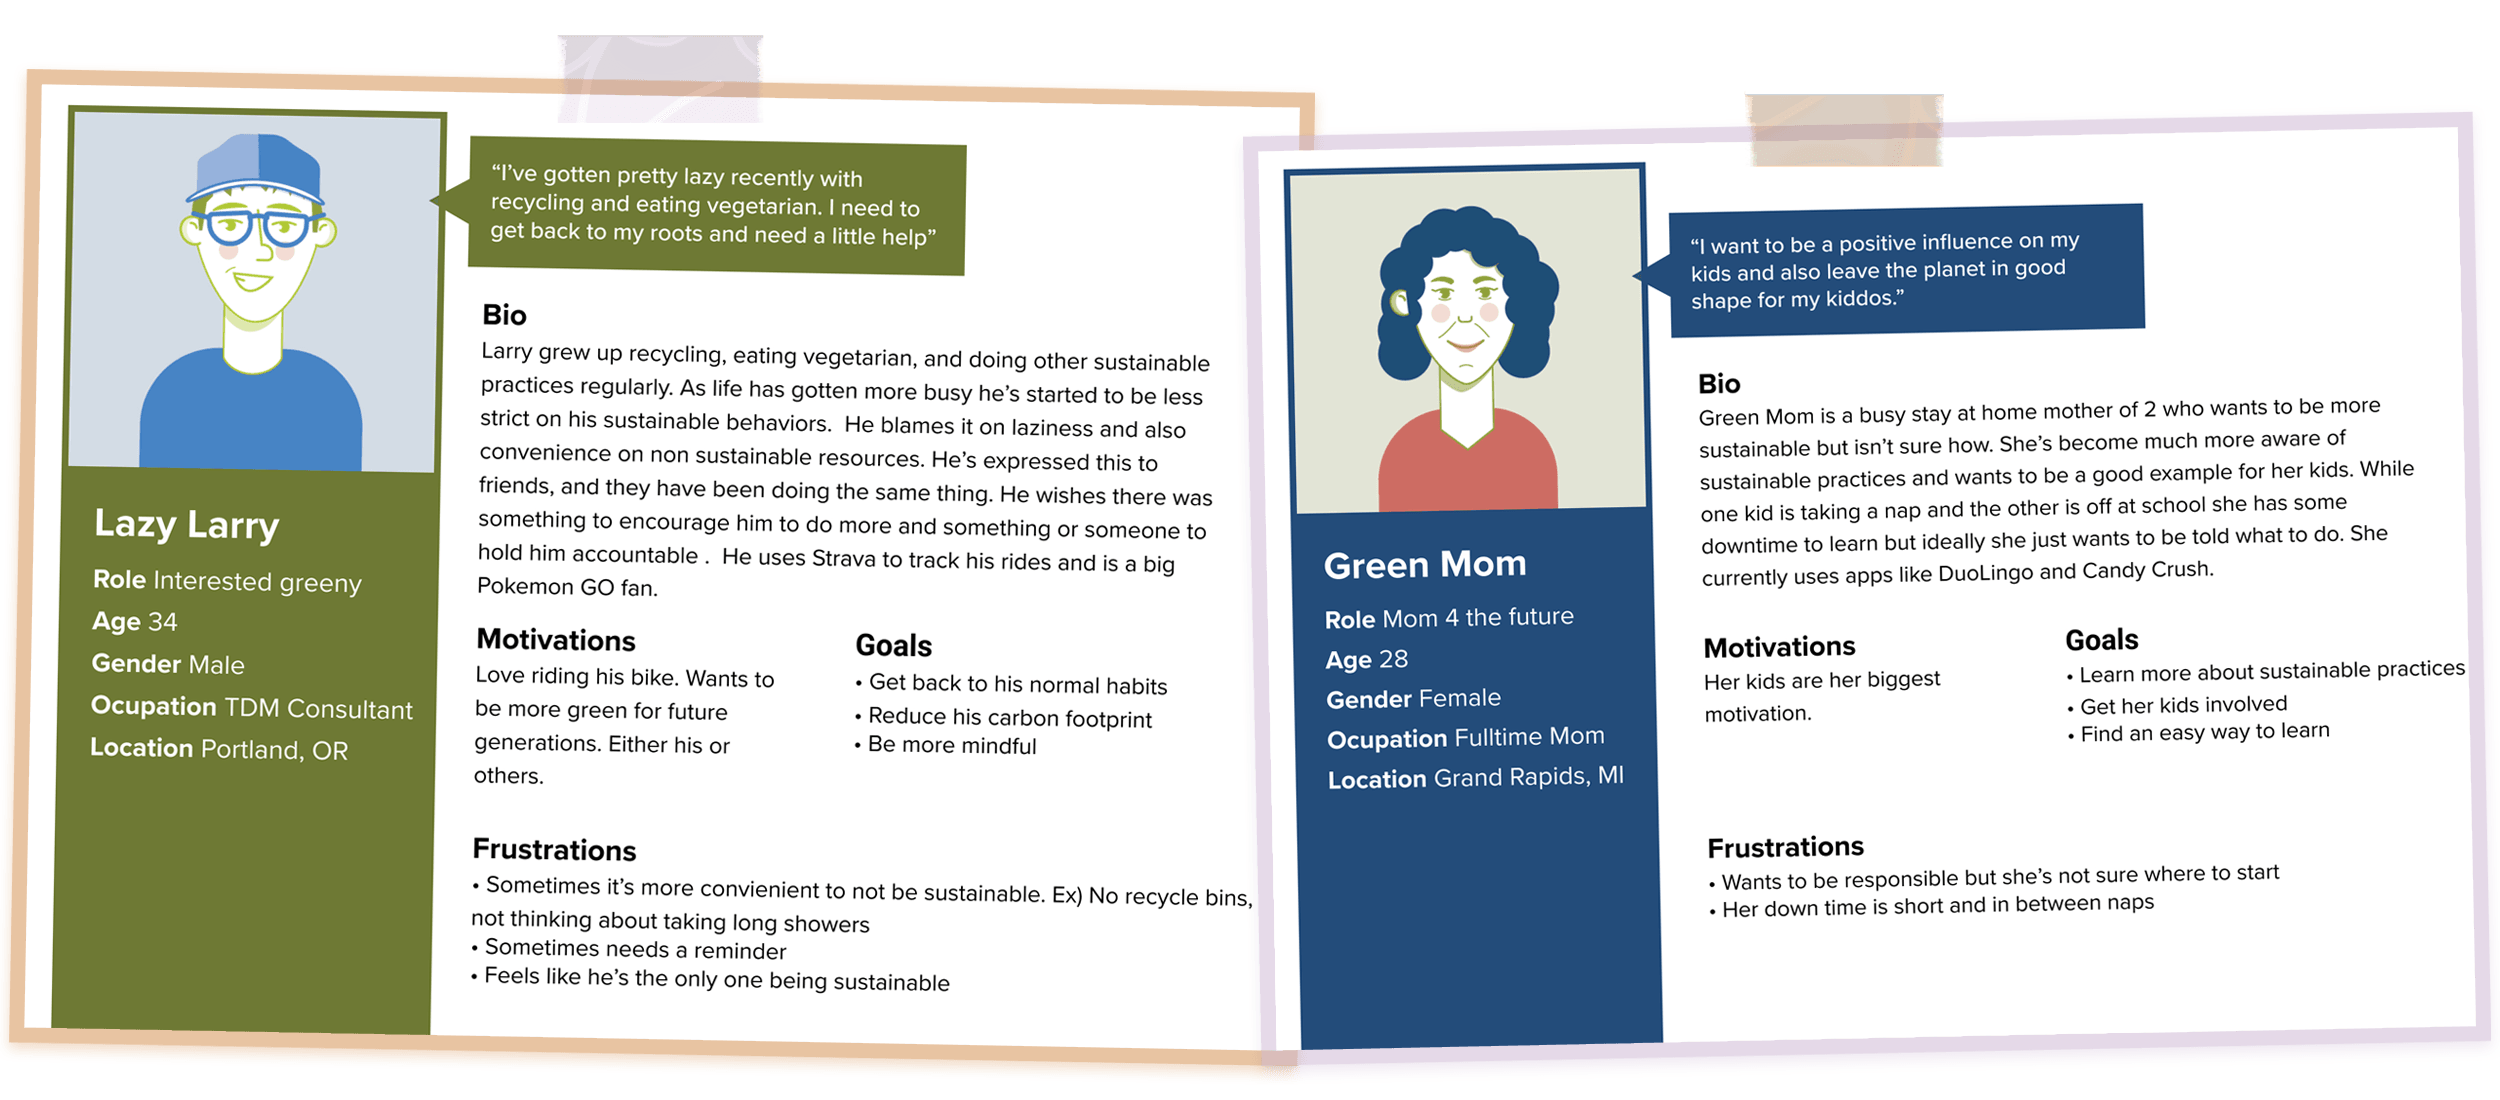 Lazy Larry
Role Interested greeny
Age 34
Gender Male
Ocupation TDM Consultant
Location Portland, OR
“I’ve gotten pretty lazy recently with
recycling and eating vegetarian. I need to
get back to my roots and need a little help”
Bio
Larry grew up recycling, eating vegetarian, and doing other sustainable
practices regularly. As life has gotten more busy he’s started to be less
strict on his sustainable behaviors.  He blames it on laziness and also
convenience on non sustainable resources. He’s expressed this to
friends, and they have been doing the same thing. He wishes there was
something to encourage him to do more and something or someone to
hold him accountable .  He uses Strava to track his rides and is a big
Pokemon GO fan.
Motivations
Love riding his bike. Wants to
be more green for future
generations. Either his or
others.
Goals
• Get back to his normal habits
• Reduce his carbon footprint
• Be more mindful
Frustrations
• Sometimes it’s more convienient to not be sustainable. Ex) No recycle bins,
not thinking about taking long showers
• Sometimes needs a reminder
• Feels like he’s the only one being sustainable
Green Mom
Role Mom 4 the future
Age 28
Gender Female
Ocupation Fulltime Mom
Location Grand Rapids, MI
“I want to be a positive influence on my
kids and also leave the planet in good
shape for my kiddos.”
Bio
Green Mom is a busy stay at home mother of 2 who wants to be more
sustainable but isn’t sure how. She’s become much more aware of
sustainable practices and wants to be a good example for her kids. While
one kid is taking a nap and the other is off at school she has some
downtime to learn but ideally she just wants to be told what to do. She
currently uses apps like DuoLingo and Candy Crush.
Motivations
Her kids are her biggest
motivation.
Goals
• Learn more about sustainable practices
• Get her kids involved
• Find an easy way to learn
Frustrations
• Wants to be responsible but she’s not sure where to start
• Her down time is short and in between naps